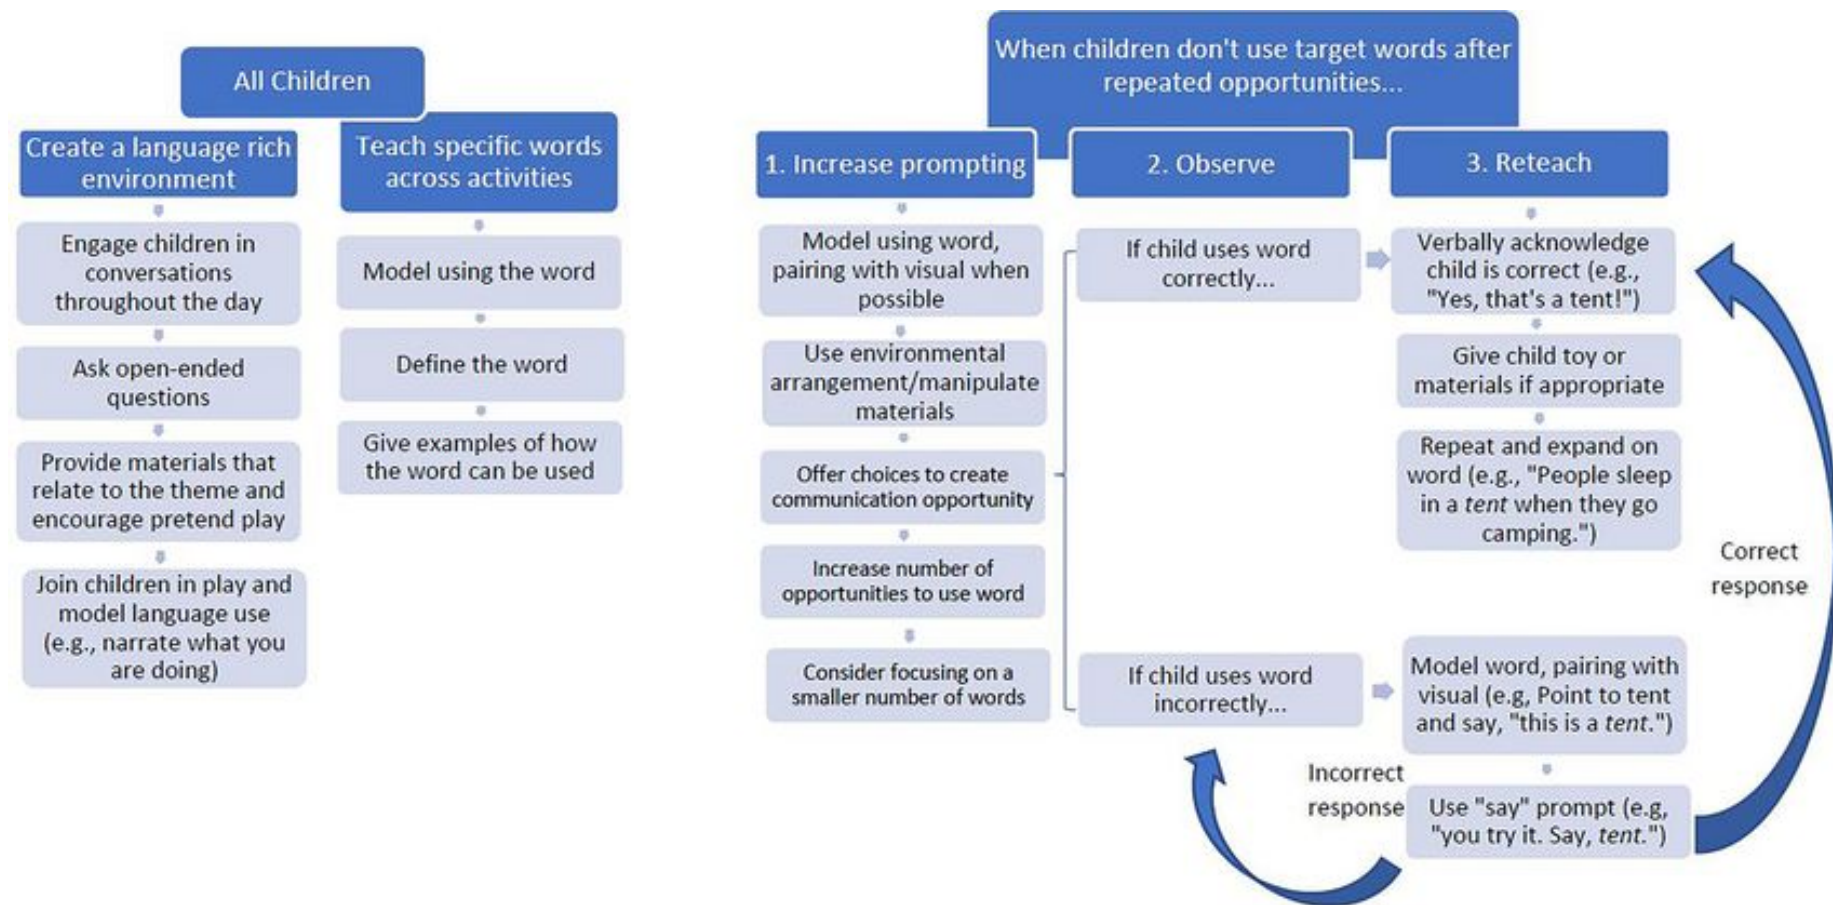 All Children
Create a language rich
environment
Engage children in
conversations
throughout the day
Ask open-ended
questions
Provide materials that
relate to the theme and
encourage pretend play
Join children in play and
model language use
(e.g., narrate what you
are doing)
Teach specific words
across activities
Model using the word
Define the word
Give examples of how
the word can be used
When children don't use target words after
repeated opportunities...
1. Increase prompting
Model using word,
pairing with visual when
possible
Use environmental
arrangement/manipulate
materials
Offer choices to create
communication opportunity
Increase number of
opportunities to use word
Consider focusing on a
smaller number of words
2. Observe
If child uses word
correctly...
If child uses word
incorrectly...
3. Reteach
Verbally acknowledge
child is correct (e.g.,
"Yes, that's a tent!")
Give child toy or
materials if appropriate
Repeat and expand on
word (e.g., "People sleep
in a tent when they go
camping.")
Model word, pairing with
visual (e.g, Point to tent
and say, "this is a tent.")
Use "say" prompt (e.g,
"you try it. Say, tent.")
Correct
response
Incorrect
response